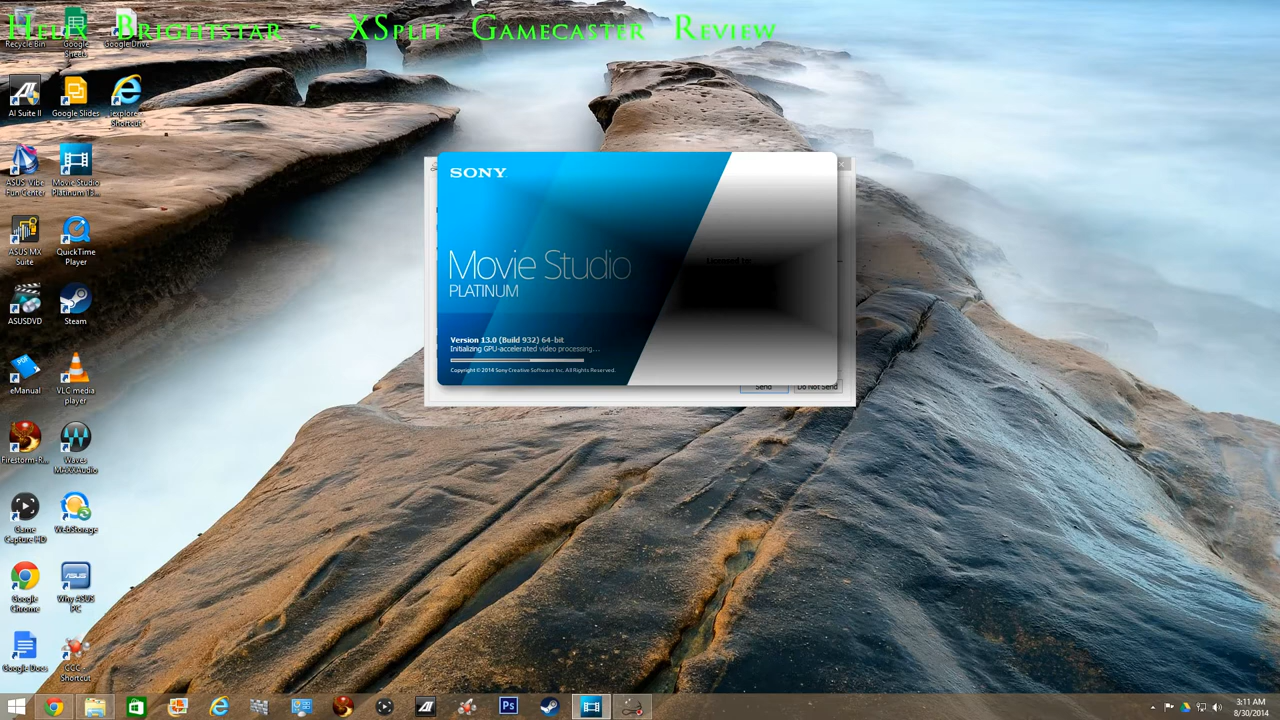 Helix Brightstar - XSplit Gamecaster Review
Recycle Bin
Google Sheets
Google Drive
AI Suite II
Google Slides
iexplore - Shortcut
ASUS Vibe Fun Center
Movie Studio Platinum 13...
ASUS MX Suite
QuickTime Player
ASUSDVD
Steam
eManual
VLC media player
Firestorm-R...
Waves MAXXAudio
Game Capture HD
WebStorage
Google Chrome
Why ASUS PC
Google Docs
CCC - Shortcut
SONY
Movie Studio
PLATINUM
Version 13.0 (Build 932) 64-bit
Initializing GPU-accelerated video processing...
Copyright © 2014 Sony Creative Software Inc. All Rights Reserved.
Licensed to:
Send
Do Not Send
Ps
3:11 AM
8/30/2014